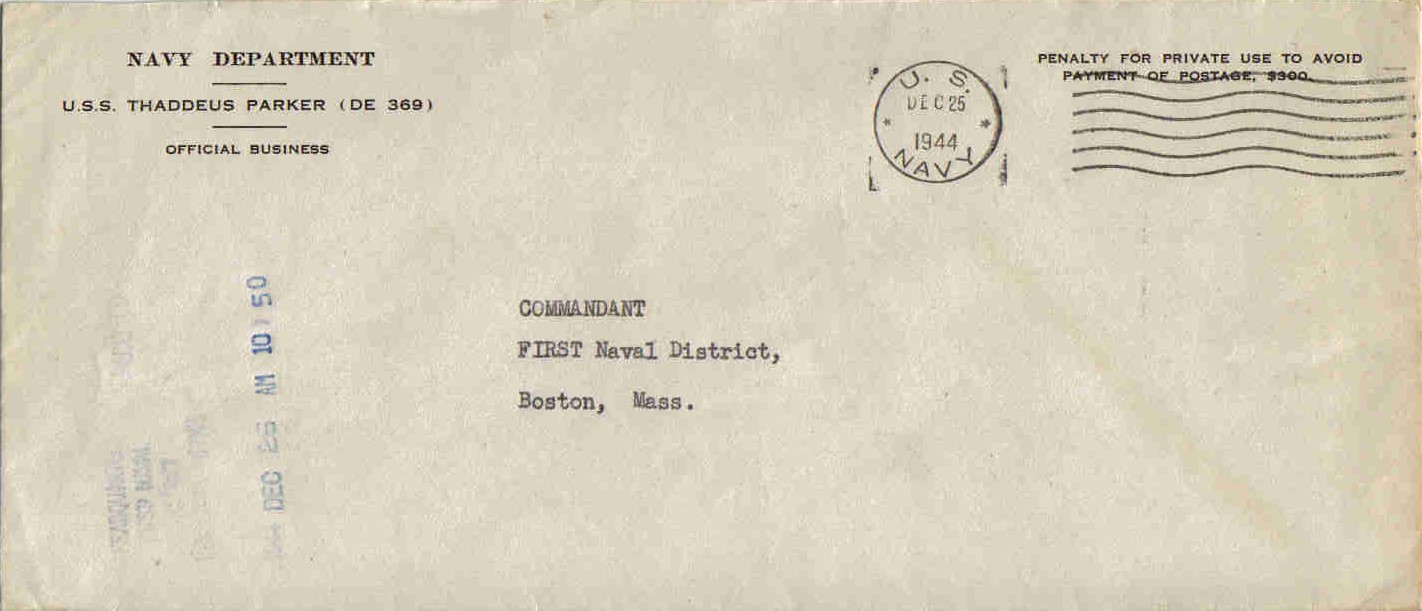 NAVY DEPARTMENT
U.S.S. THADDEUS PARKER (DE 369)
OFFICIAL BUSINESS
U. S.
DEC 25
1944
NAVY
PENALTY FOR PRIVATE USE TO AVOID
PAYMENT OF POSTAGE, $300.
COMMANDANT
FIRST Naval District,
Boston, Mass.
DEC AM 10 50